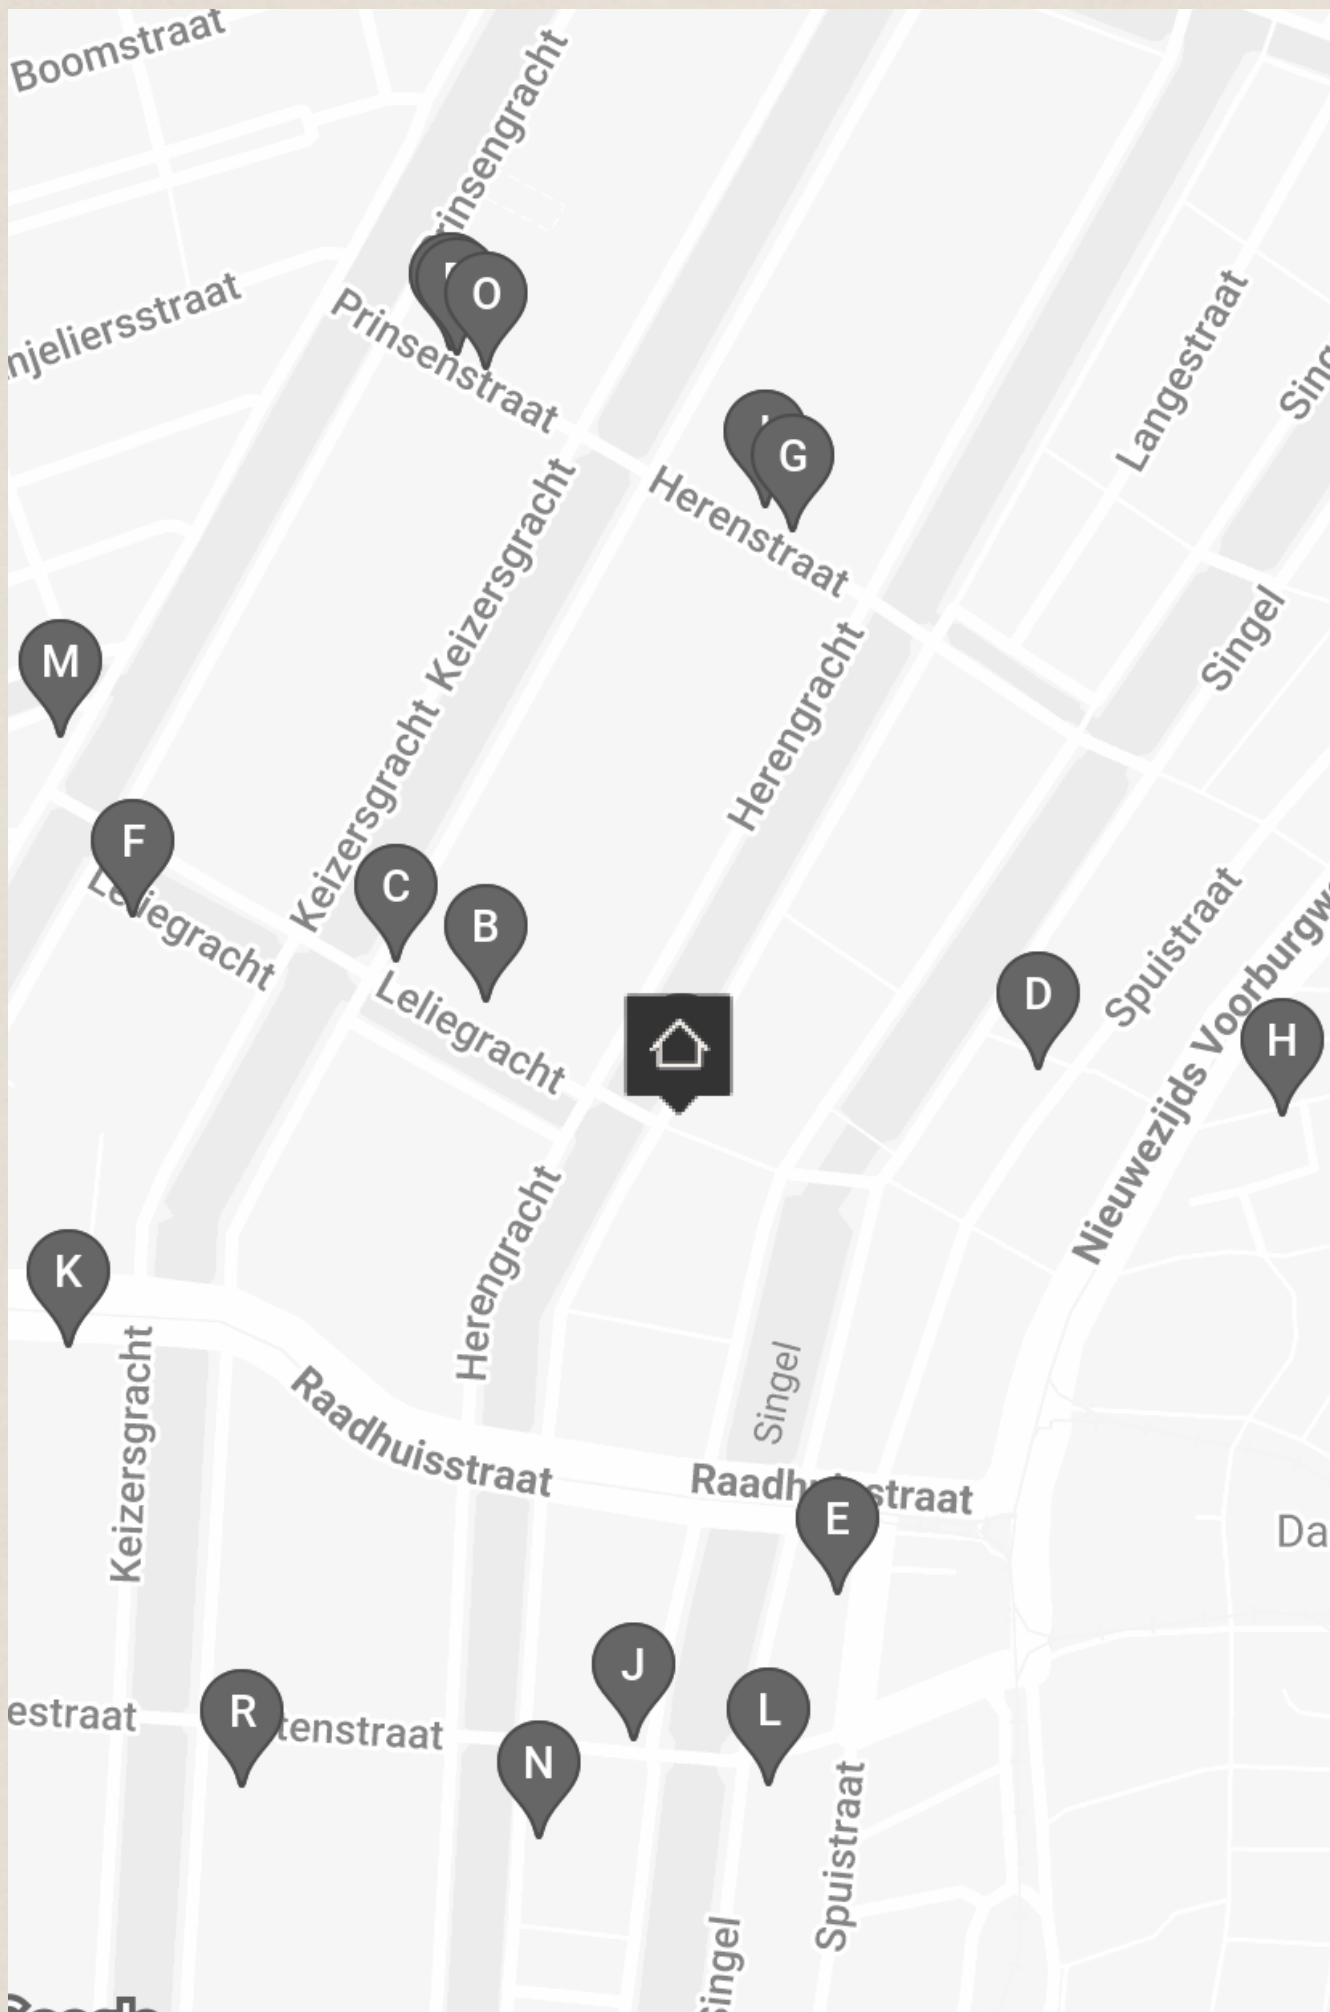 Boomstraat
Prinsengracht
njeliersstraat
Prinsenstraat
O
G
Langestraat
Sing
Herenstraat
Keizersgracht
Singel
Herengracht
M
Keizersgracht
F
Leliegracht
C
B
Leliegracht
D
Spuistraat
H
Nieuwezijds Voorburgw
Herengracht
K
Keizersgracht
Raadhuisstraat
Singel
Raadhuisstraat
E
Da
J
R
L
estraat
tenstraat
N
Spuistraat
Singel